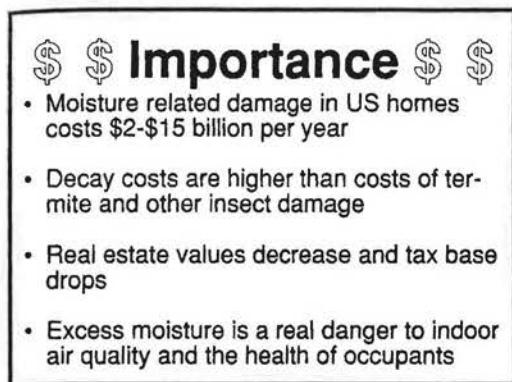 $ $ Importance $ $
• Moisture related damage in US homes
costs $2-$15 billion per year
• Decay costs are higher than costs of ter-
mite and other insect damage
• Real estate values decrease and tax base
drops
• Excess moisture is a real danger to indoor
air quality and the health of occupants